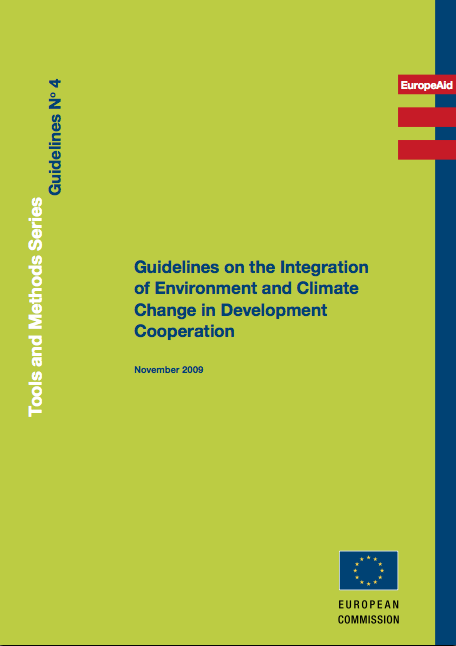 EuropeAid
Guidelines Nº 4
Tools and Methods Series
Guidelines on the Integration
of Environment and Climate
Change in Development
Cooperation
November 2009
EUROPEAN
COMMISSION